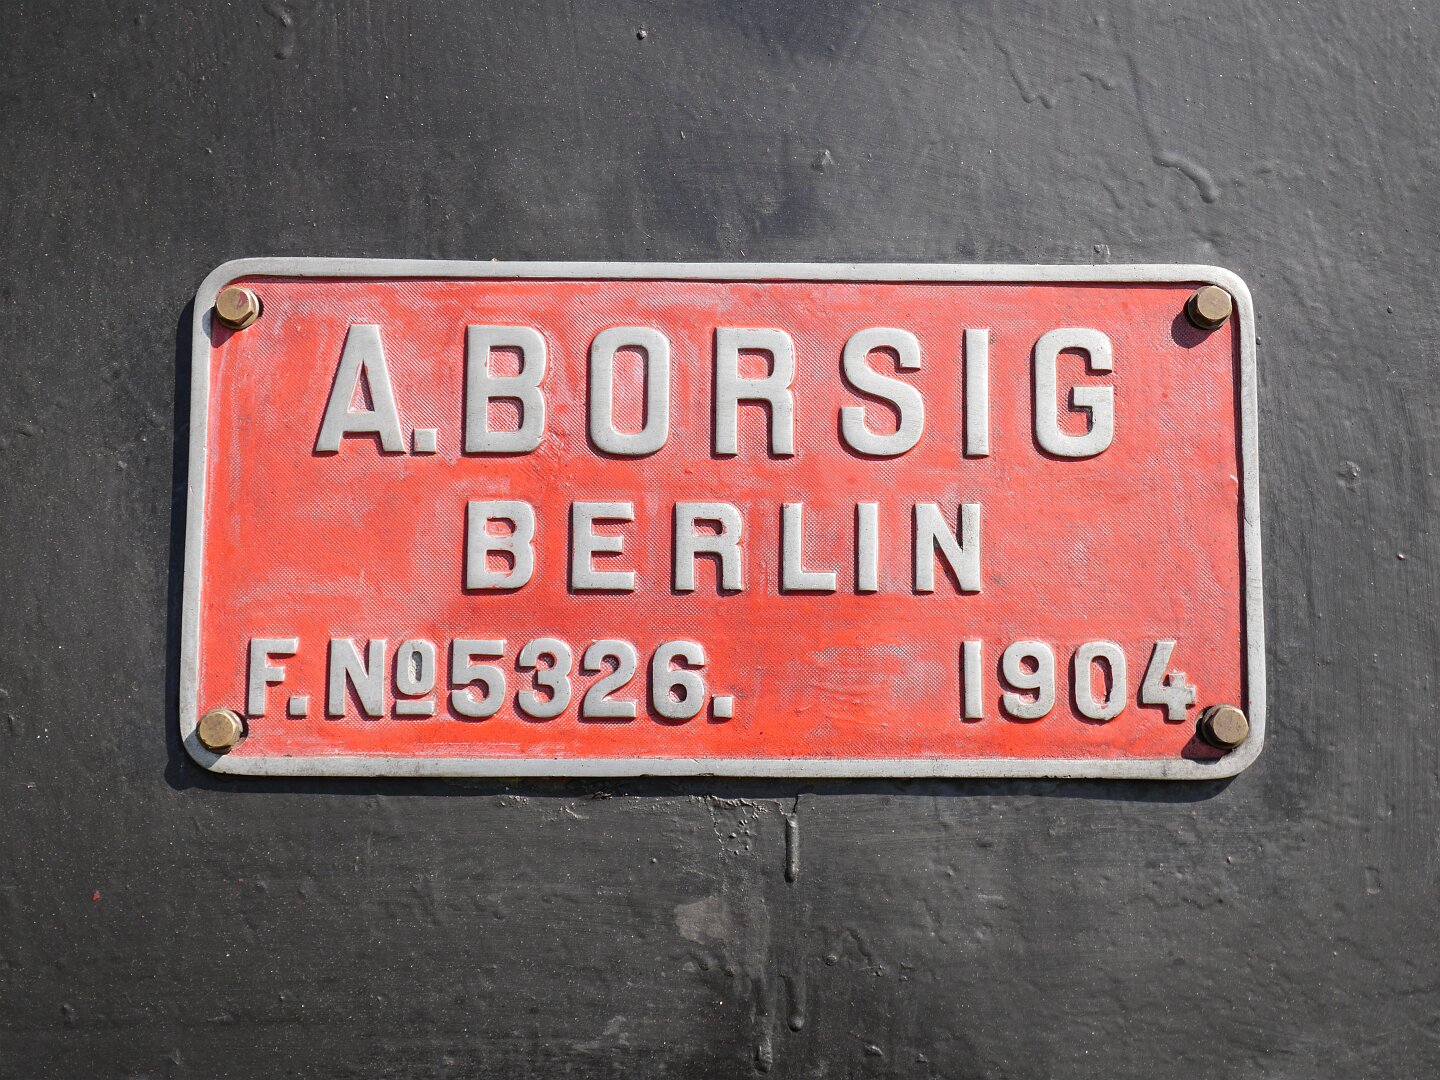 A.BORSIG
BERLIN
F.Nº5326. 1904